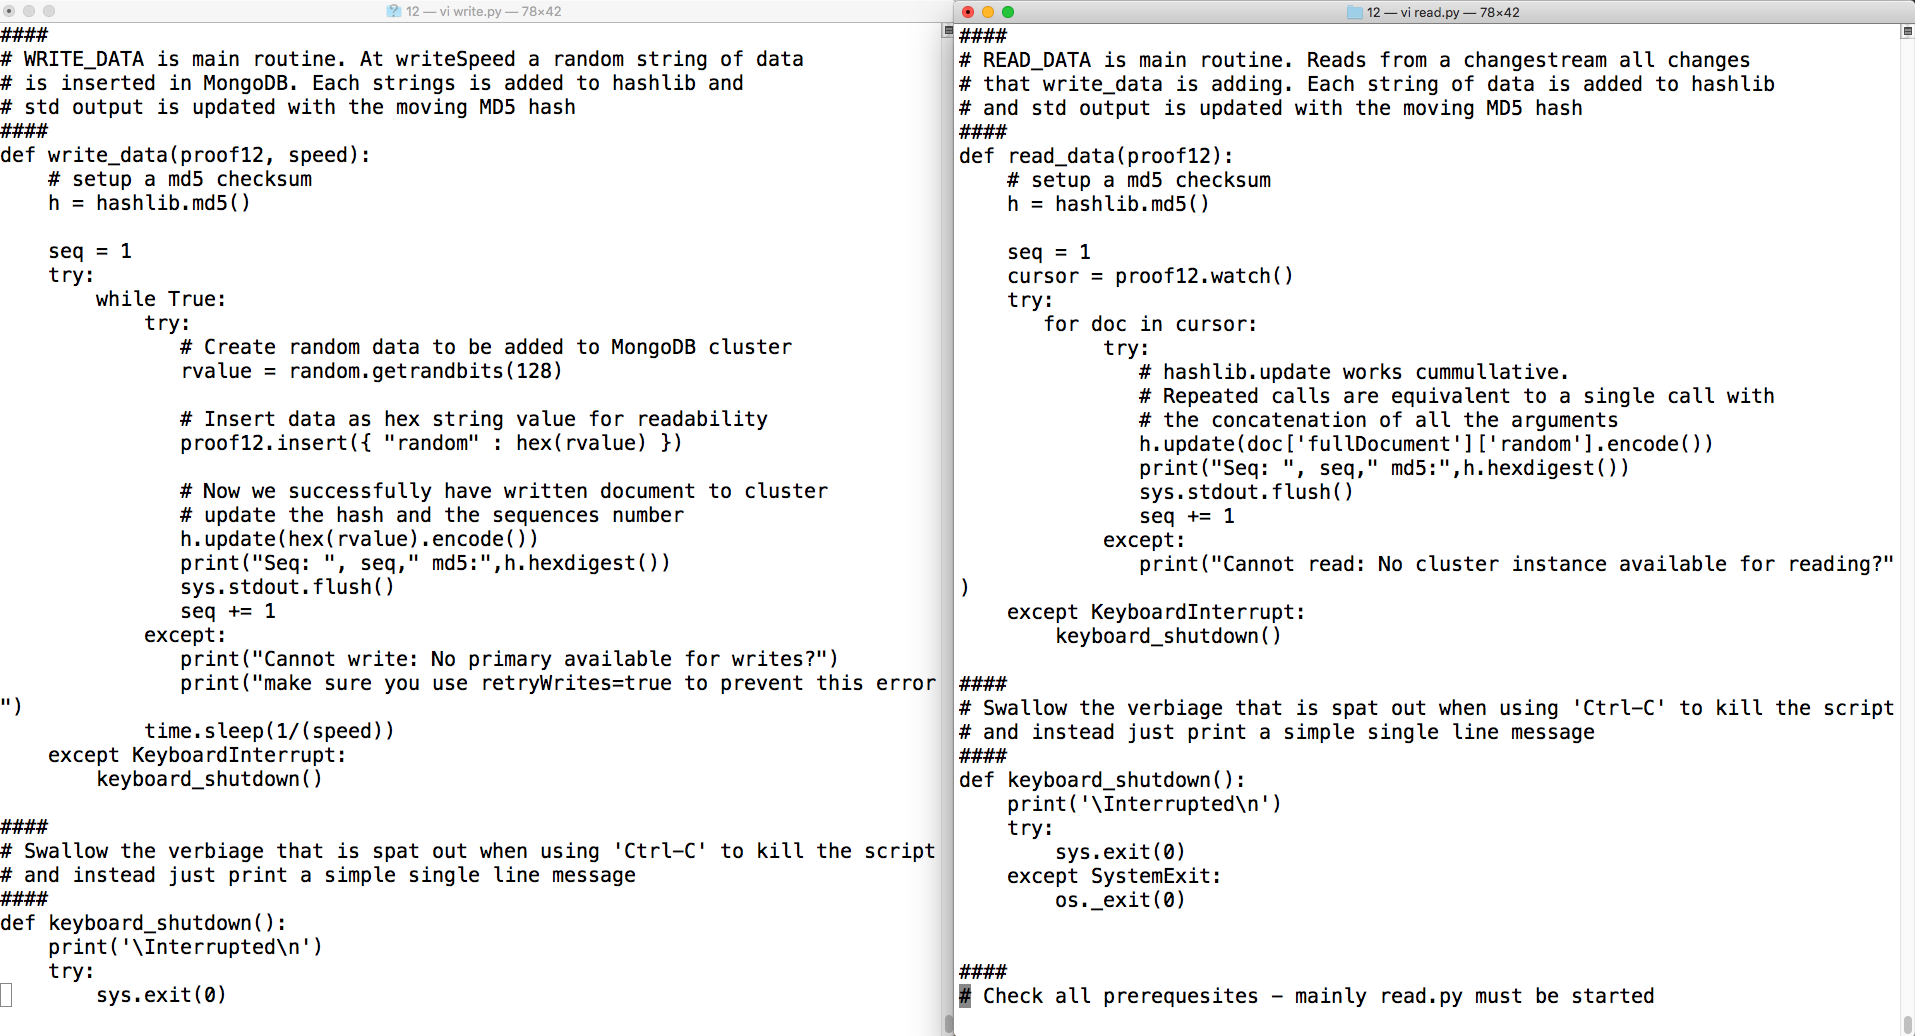 12 — vi write.py — 78×42
####
# WRITE_DATA is main routine. At writeSpeed a random string of data
# is inserted in MongoDB. Each strings is added to hashlib and
# std output is updated with the moving MD5 hash
####
def write_data(proof12, speed):
    # setup a md5 checksum
    h = hashlib.md5()

    seq = 1
    try:
        while True:
            try:
               # Create random data to be added to MongoDB cluster
               rvalue = random.getrandbits(128)

               # Insert data as hex string value for readability
               proof12.insert({ "random" : hex(rvalue) })

               # Now we successfully have written document to cluster
               # update the hash and the sequences number
               h.update(hex(rvalue).encode())
               print("Seq: ", seq," md5:",h.hexdigest())
               sys.stdout.flush()
               seq += 1
            except:
               print("Cannot write: No primary available for writes?")
               print("make sure you use retryWrites=true to prevent this error
")
            time.sleep(1/(speed))
    except KeyboardInterrupt:
        keyboard_shutdown()

####
# Swallow the verbiage that is spat out when using 'Ctrl-C' to kill the script
# and instead just print a simple single line message
####
def keyboard_shutdown():
    print('\Interrupted\n')
    try:
        sys.exit(0)
12 — vi read.py — 78×42
####
# READ_DATA is main routine. Reads from a changestream all changes
# that write_data is adding. Each string of data is added to hashlib
# and std output is updated with the moving MD5 hash
####
def read_data(proof12):
    # setup a md5 checksum
    h = hashlib.md5()

    seq = 1
    cursor = proof12.watch()
    try:
       for doc in cursor:
            try:
               # hashlib.update works cummullative.
               # Repeated calls are equivalent to a single call with
               # the concatenation of all the arguments
               h.update(doc['fullDocument']['random'].encode())
               print("Seq: ", seq," md5:",h.hexdigest())
               sys.stdout.flush()
               seq += 1
            except:
               print("Cannot read: No cluster instance available for reading?"
)
    except KeyboardInterrupt:
        keyboard_shutdown()

####
# Swallow the verbiage that is spat out when using 'Ctrl-C' to kill the script
# and instead just print a simple single line message
####
def keyboard_shutdown():
    print('\Interrupted\n')
    try:
        sys.exit(0)
    except SystemExit:
        os._exit(0)

####
# Check all prerequesites - mainly read.py must be started